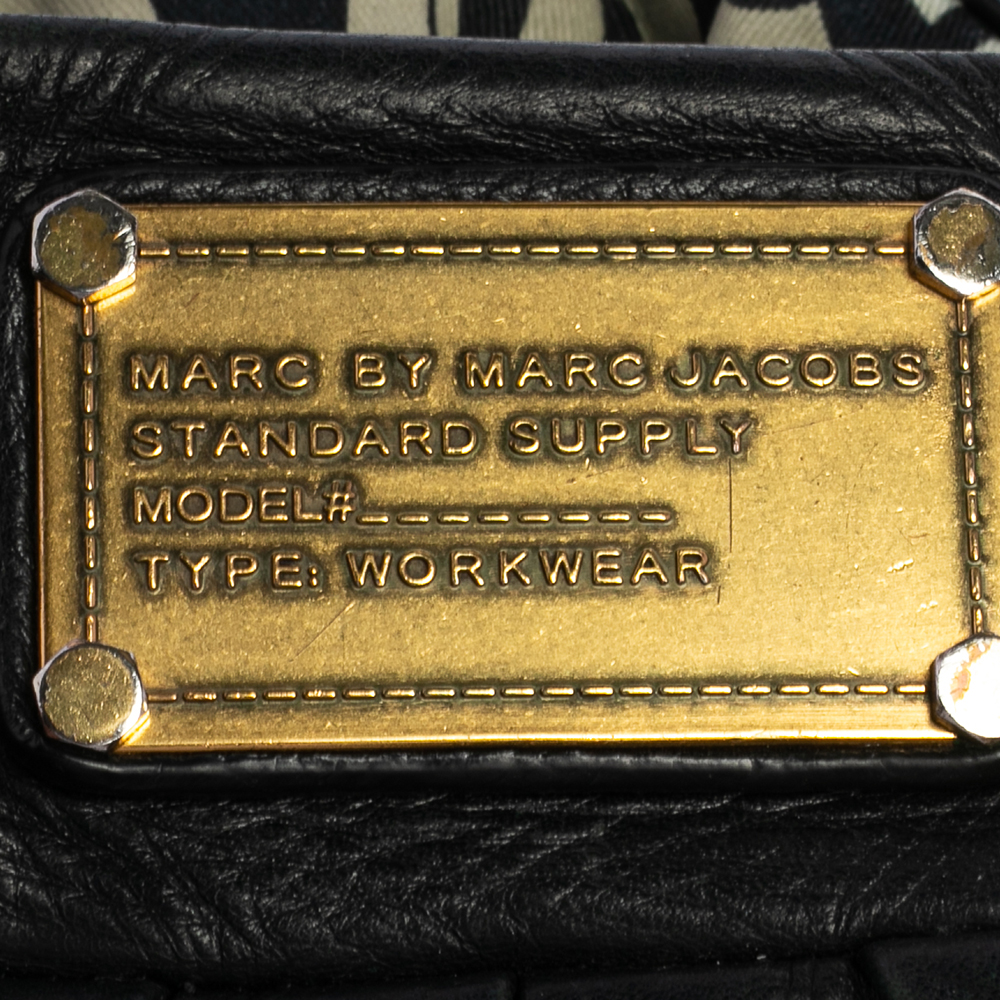 MARC BY MARC JACOBS
STANDARD SUPPLY
MODEL#_________
TYPE: WORKWEAR